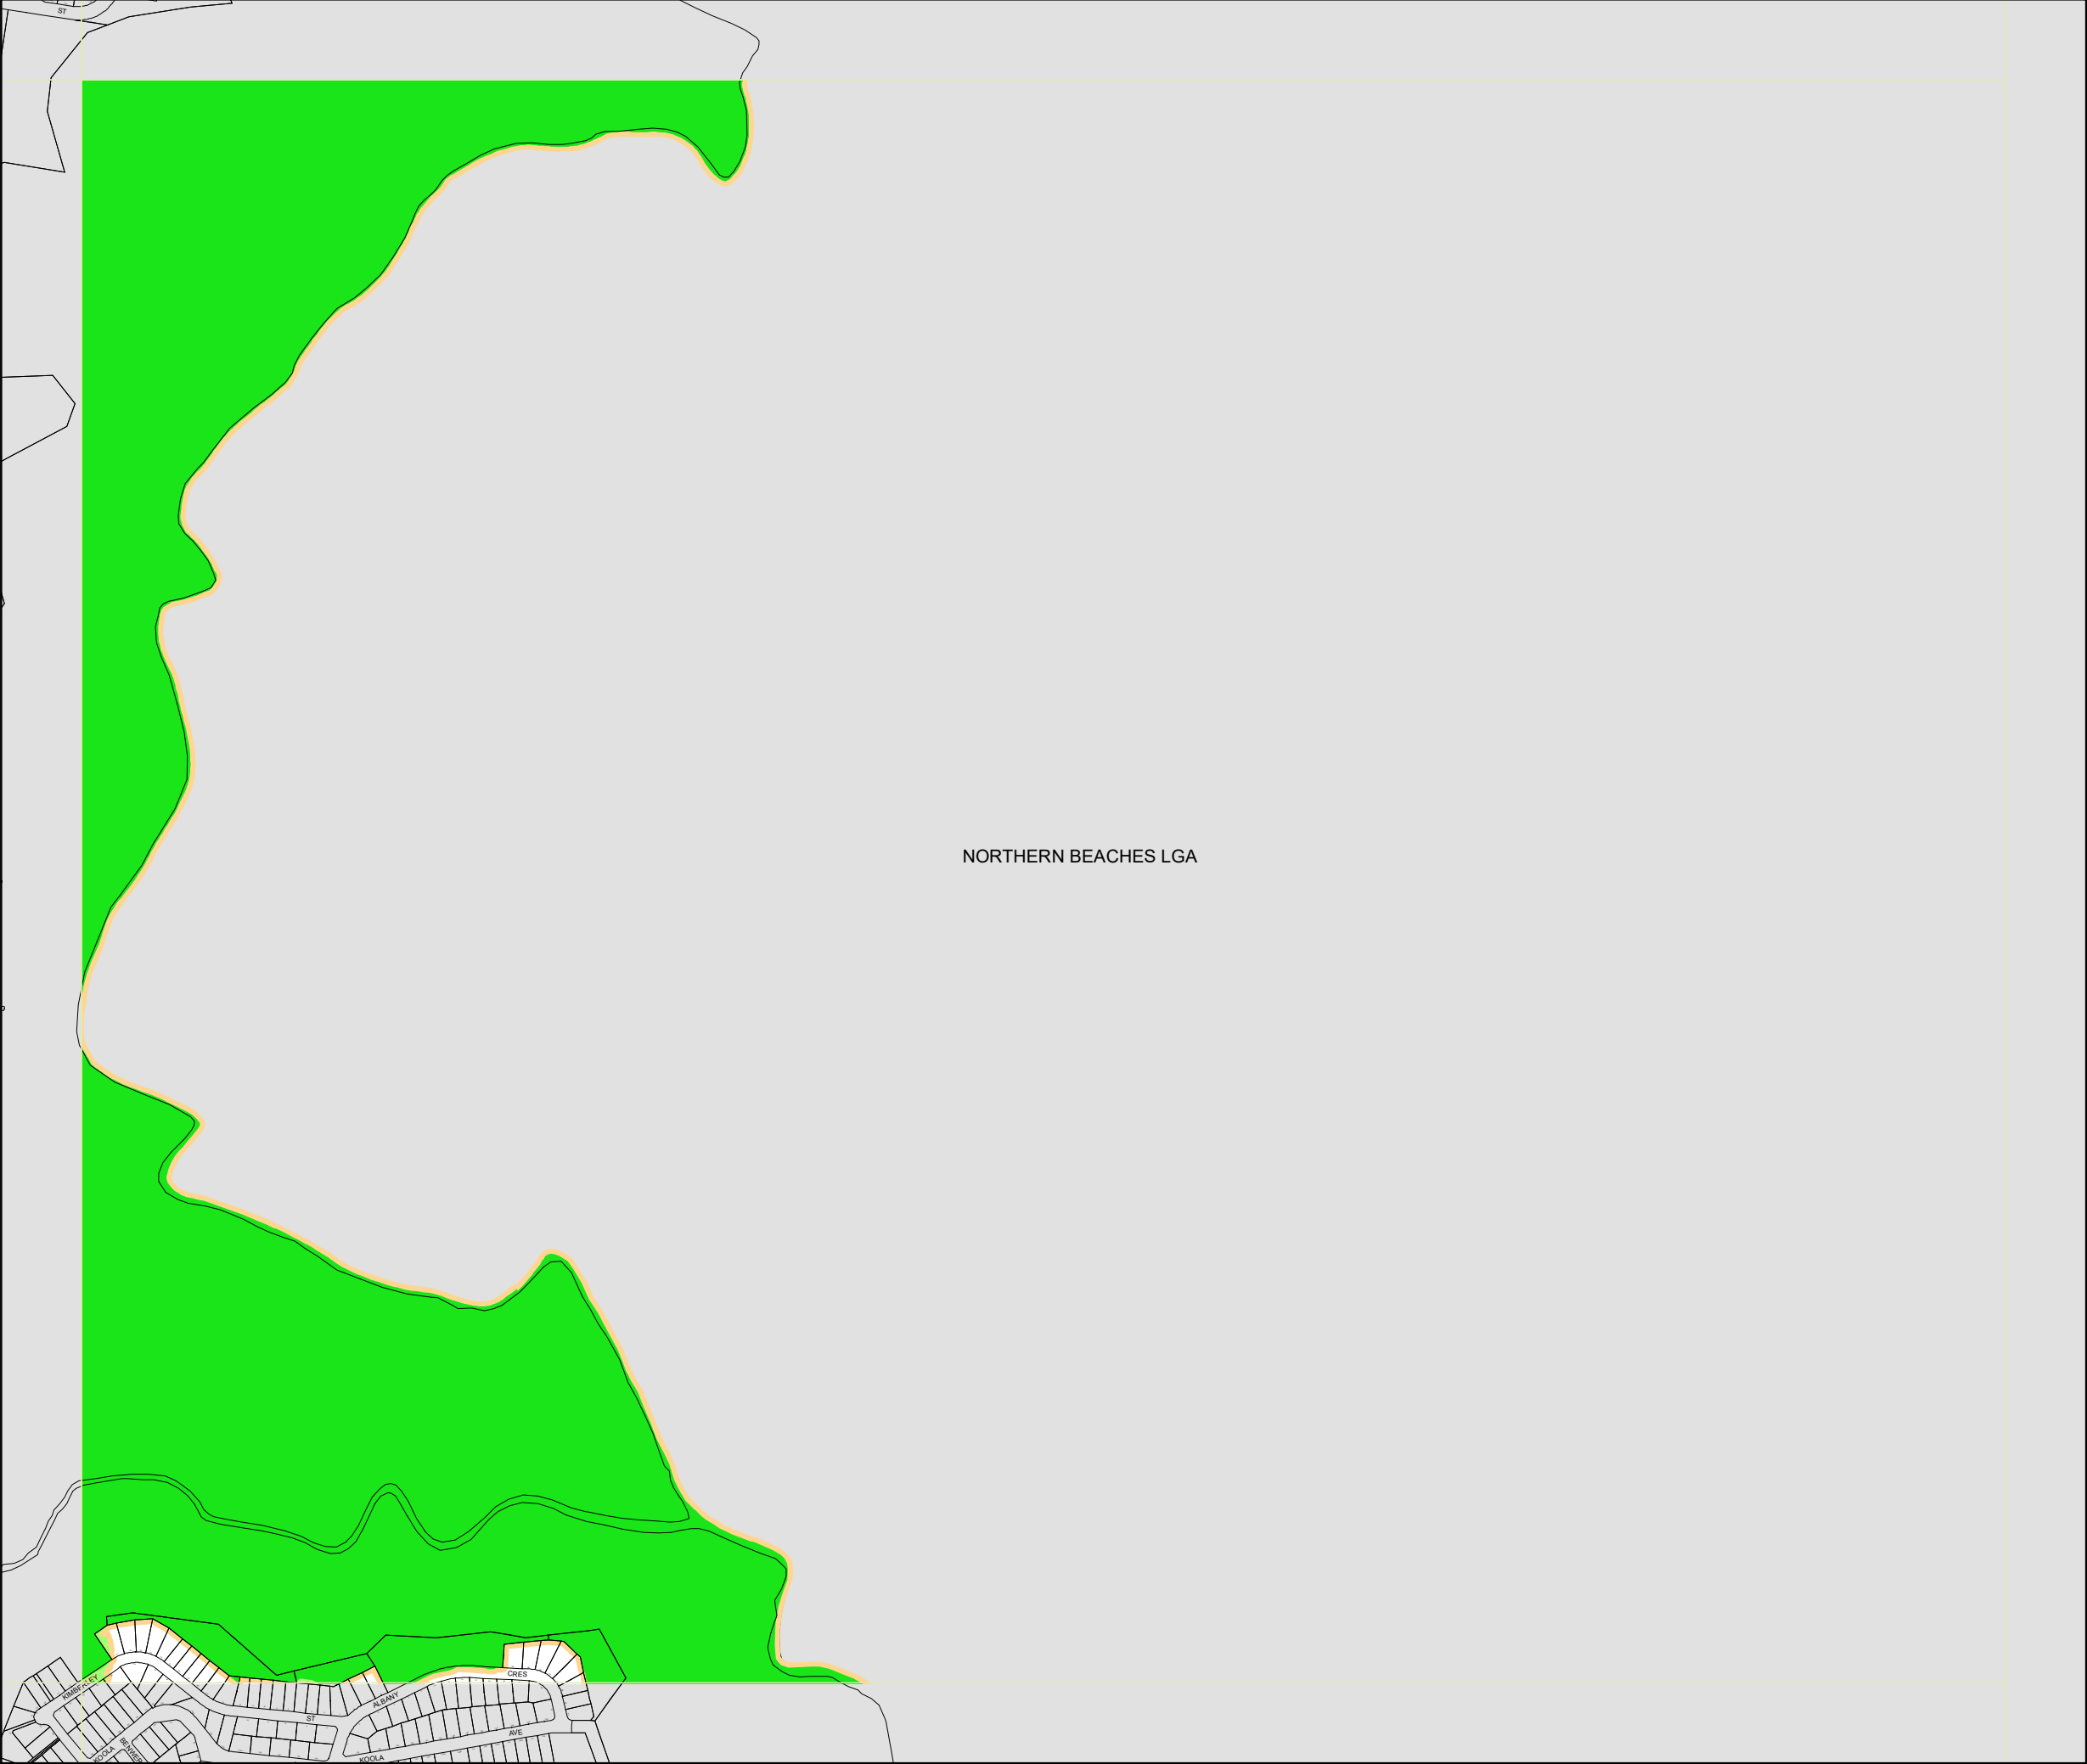 ST
NORTHERN BEACHES LGA
CRES
KIMBERLEY
ALBANY
ST
AVE
KOOLA
KOOLA